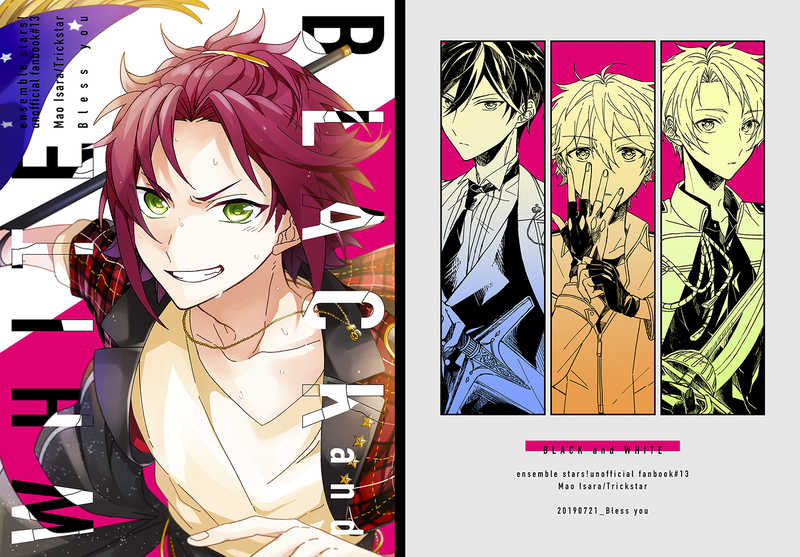 ensemble stars!
unofficial fanbook#13
Mao Isara/Trickstar
Bless you
BLACK
and
WHITE
BLACK and WHITE
ensemble stars!unofficial fanbook#13
Mao Isara/Trickstar
20190721_Bless you